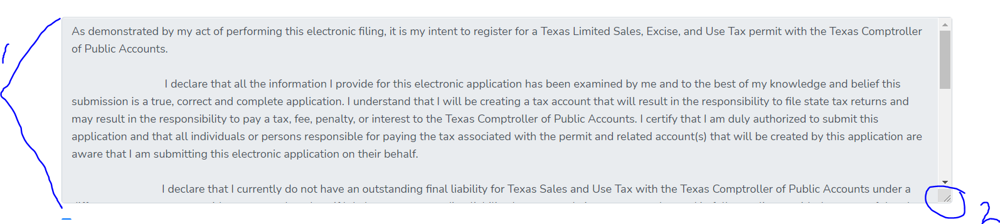 As demonstrated by my act of performing this electronic filing, it is my intent to register for a Texas Limited Sales, Excise, and Use Tax permit with the Texas Comptroller
of Public Accounts.
I declare that all the information I provide for this electronic application has been examined by me and to the best of my knowledge and belief this
submission is a true, correct and complete application. I understand that I will be creating a tax account that will result in the responsibility to file state tax returns and
may result in the responsibility to pay a tax, fee, penalty, or interest to the Texas Comptroller of Public Accounts. I certify that I am duly authorized to submit this
application and that all individuals or persons responsible for paying the tax associated with the permit and related account(s) that will be created by this application are
aware that I am submitting this electronic application on their behalf.
I declare that I currently do not have an outstanding final liability for Texas Sales and Use Tax with the Texas Comptroller of Public Accounts under a
1
2